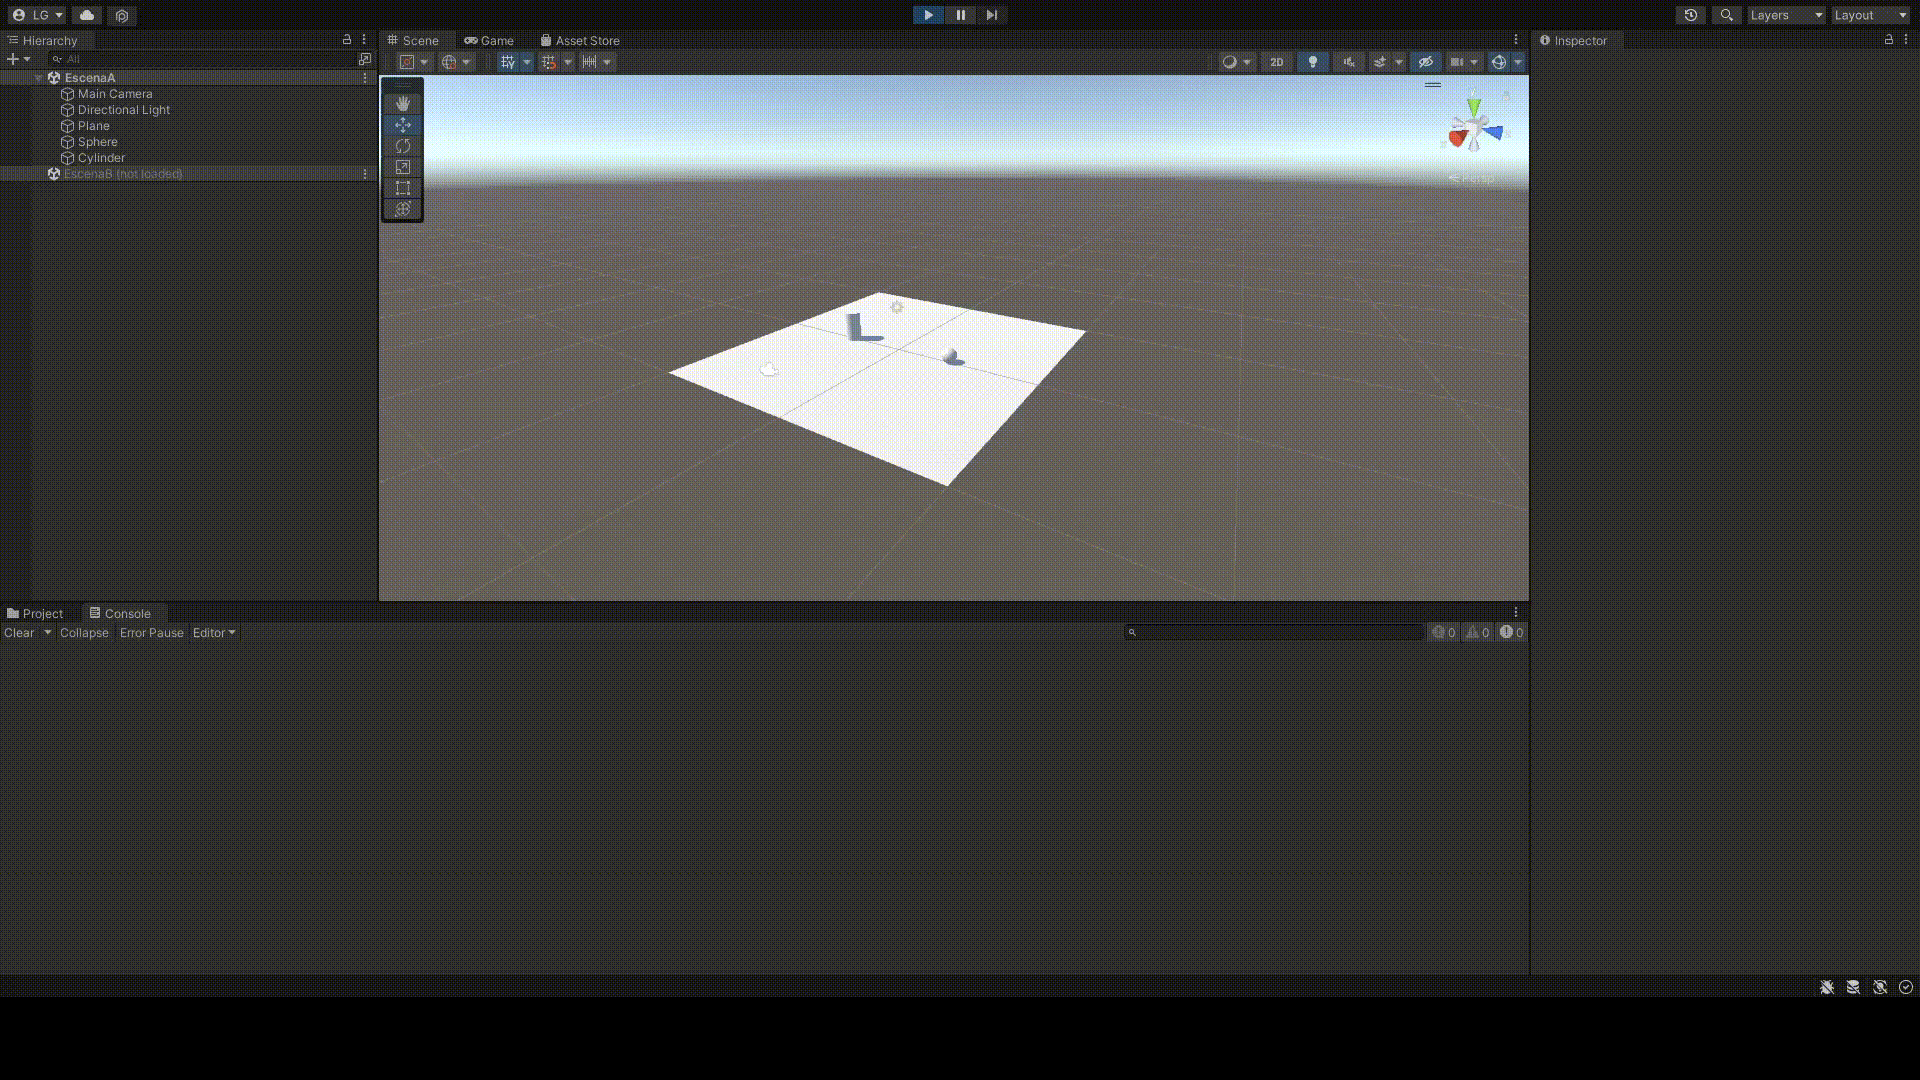 LG
Layers
Layout
Hierarchy
Scene
Game
Asset Store
Inspector
All
2D
EscenaA
Main Camera
Directional Light
Plane
Sphere
Cylinder
EscenaB (not loaded)
Persp
Project
Console
Clear
Collapse
Error Pause
Editor
0
0
0